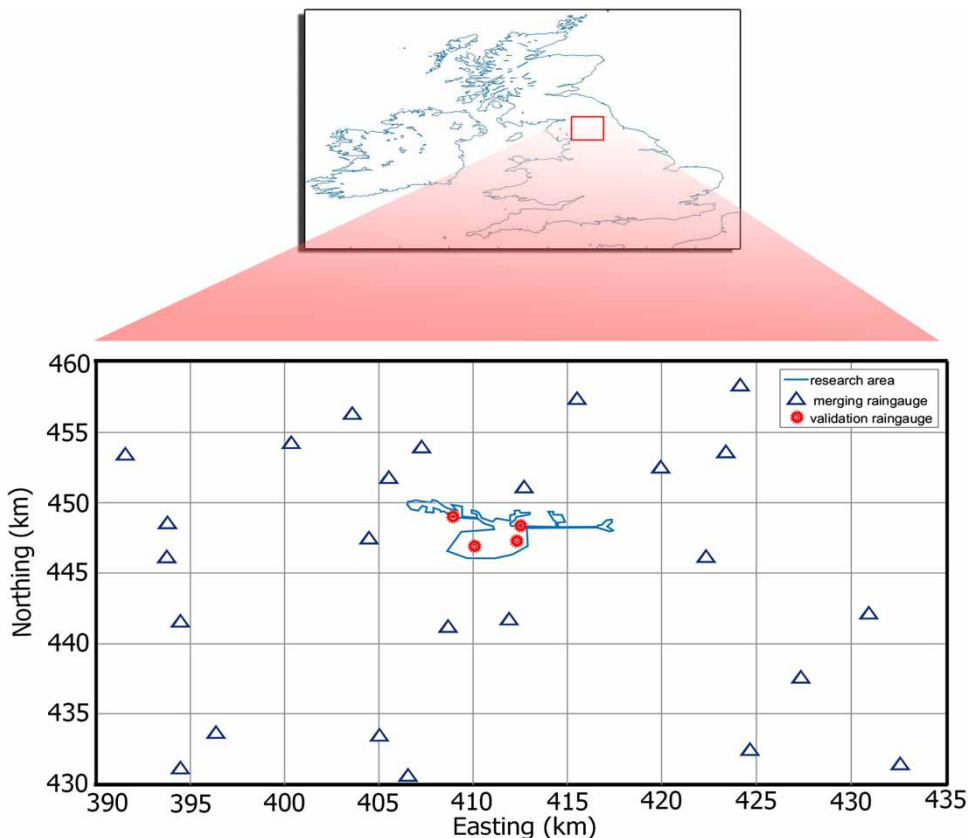 460
455
450
445
440
435
430
Northing (km)
research area
merging raingauge
validation raingauge
390 395 400 405 410 415 420 425 430 435
Easting (km)